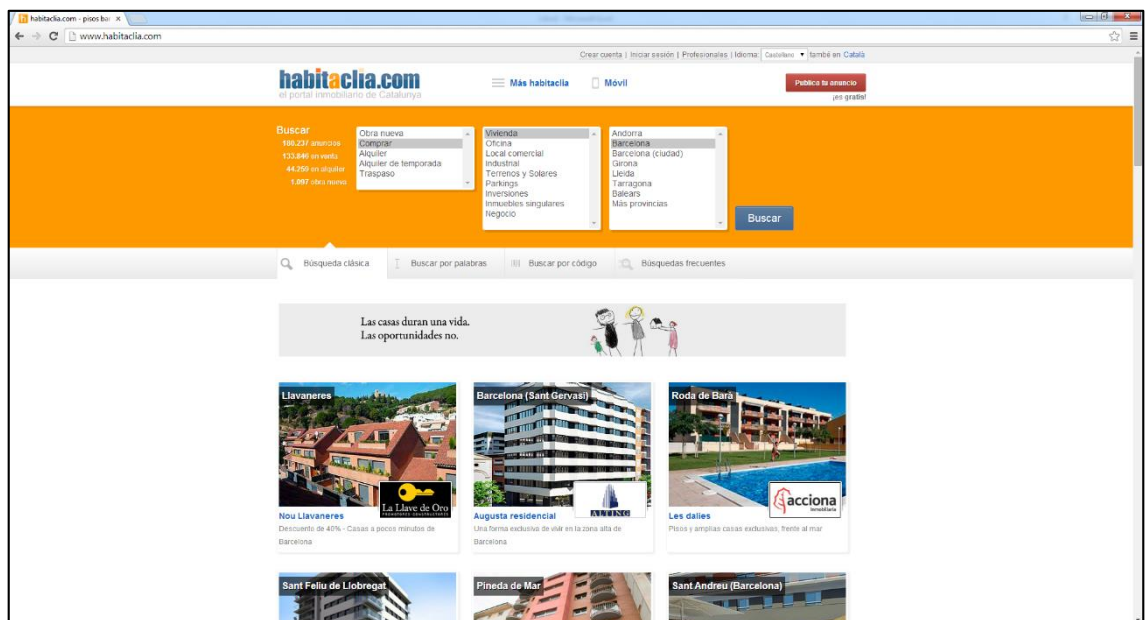 habitaclia.com - pisos bar
www.habitaclia.com
Crear cuenta | Iniciar sesión | Profesionales | Idioma: Castellano també en Català
habitaclia.com
el portal inmobiliario de Catalunya
Más habitaclia
Móvil
Publica tu anuncio
¡es gratis!
Buscar
180.237 anuncios
133.846 en venta
44.259 en alquiler
1.097 obra nueva
Obra nueva
Comprar
Alquiler
Alquiler de temporada
Traspaso
Vivienda
Oficina
Local comercial
Industrial
Terrenos y Solares
Parkings
Inversiones
Inmuebles singulares
Negocio
Andorra
Barcelona
Barcelona (ciudad)
Girona
Lleida
Tarragona
Balears
Más provincias
Buscar
Búsqueda clásica
Buscar por palabras
Buscar por código
Búsquedas frecuentes
Las casas duran una vida.
Las oportunidades no.
Llavaneres
La Llave de Oro
Nou Llavaneres
Descuento de 40% - Casas a pocos minutos de
Barcelona
Barcelona (Sant Gervasi)
ALTING
Augusta residencial
Una forma exclusiva de vivir en la zona alta de
Barcelona
Roda de Barà
acciona
inmobiliaria
Les dalies
Pisos y amplias casas exclusivas, frente al mar
Sant Feliu de Llobregat
Pineda de Mar
Sant Andreu (Barcelona)